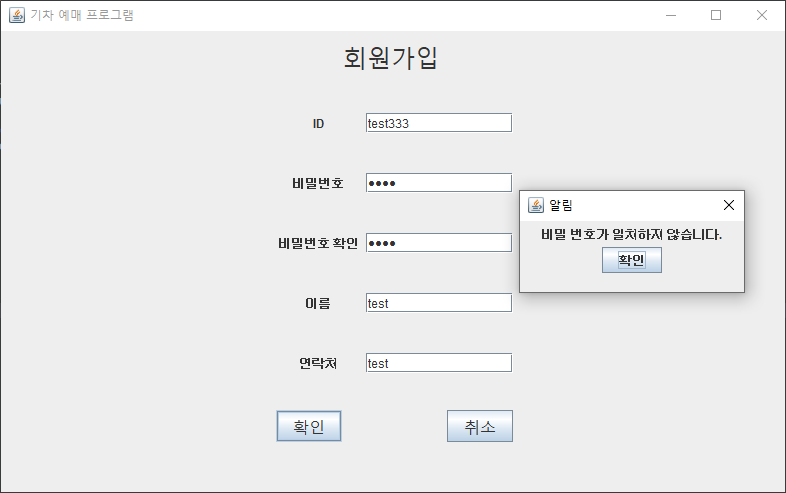 기차 예매 프로그램
회원가입
ID test333
비밀번호 ●●●●
비밀번호 확인 ●●●●
이름 test
연락처 test
확인 취소
알림
비밀 번호가 일치하지 않습니다.
확인